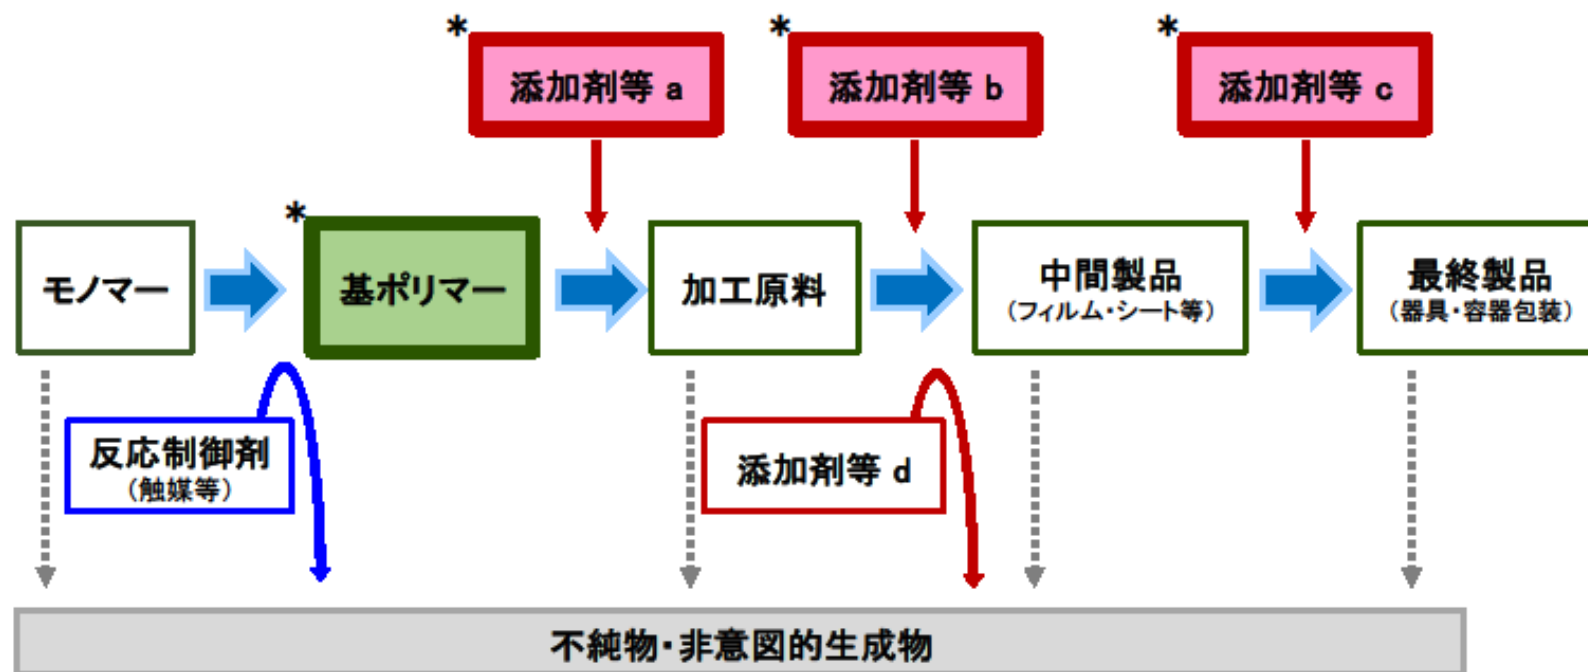 * * *
添加剤等 a 添加剤等 b 添加剤等 c
*
モノマー 基ポリマー 加工原料 中間製品 最終製品
(フィルム・シート等) (器具・容器包装)
反応制御剤
(触媒等)
添加剤等 d
不純物・非意図的生成物